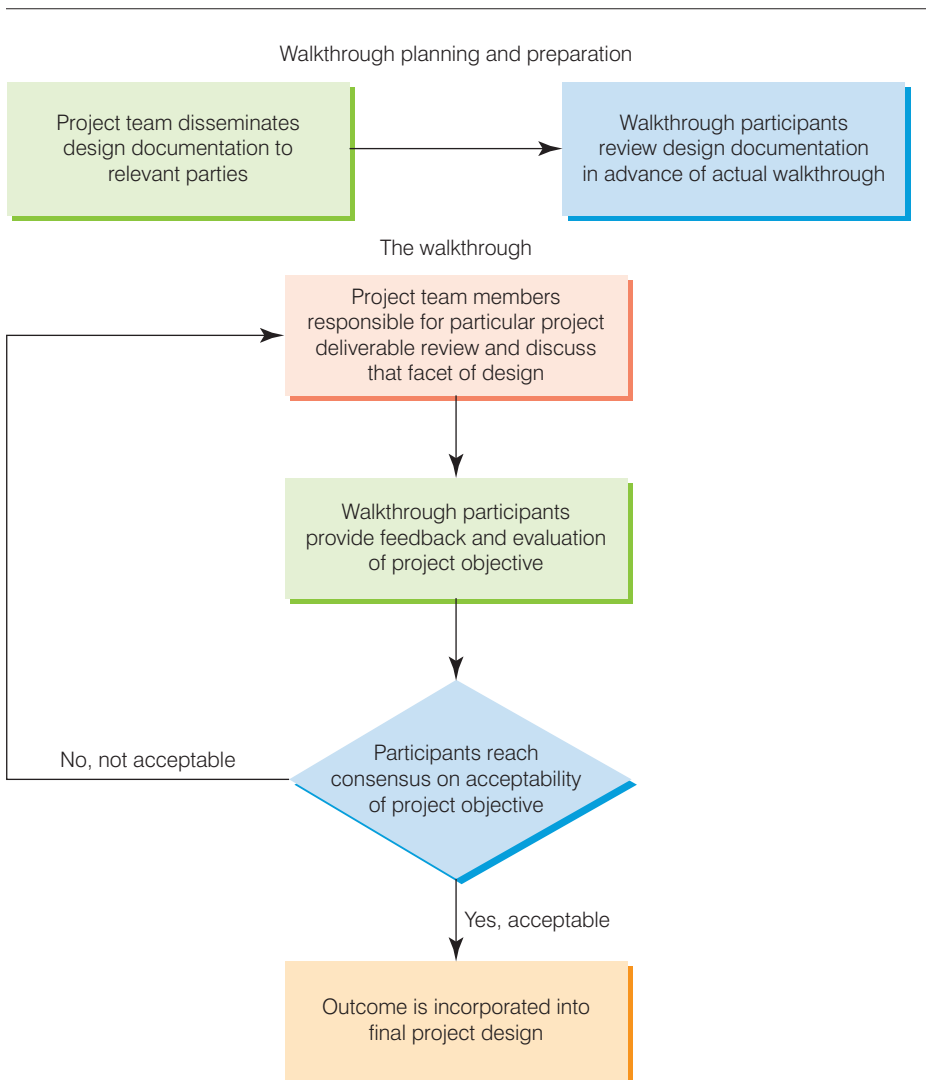 Walkthrough planning and preparation
Project team disseminates
design documentation to
relevant parties
Walkthrough participants
review design documentation
in advance of actual walkthrough
The walkthrough
Project team members
responsible for particular project
deliverable review and discuss
that facet of design
Walkthrough participants
provide feedback and evaluation
of project objective
No, not acceptable
Participants reach
consensus on acceptability
of project objective
Yes, acceptable
Outcome is incorporated into
final project design